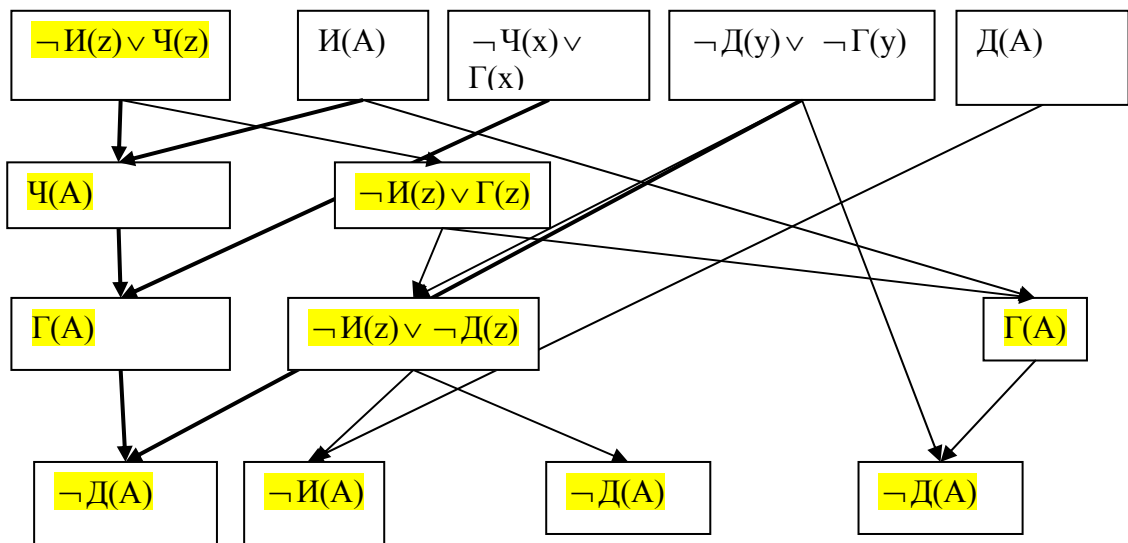 ¬И(z)∨Ч(z)
И(A)
¬Ч(x)∨
Г(x)
¬Д(y)∨ ¬Г(y)
Д(A)
Ч(A)
¬И(z)∨Г(z)
Г(A)
¬И(z)∨ ¬Д(z)
Г(A)
¬Д(A)
¬И(A)
¬Д(A)
¬Д(A)